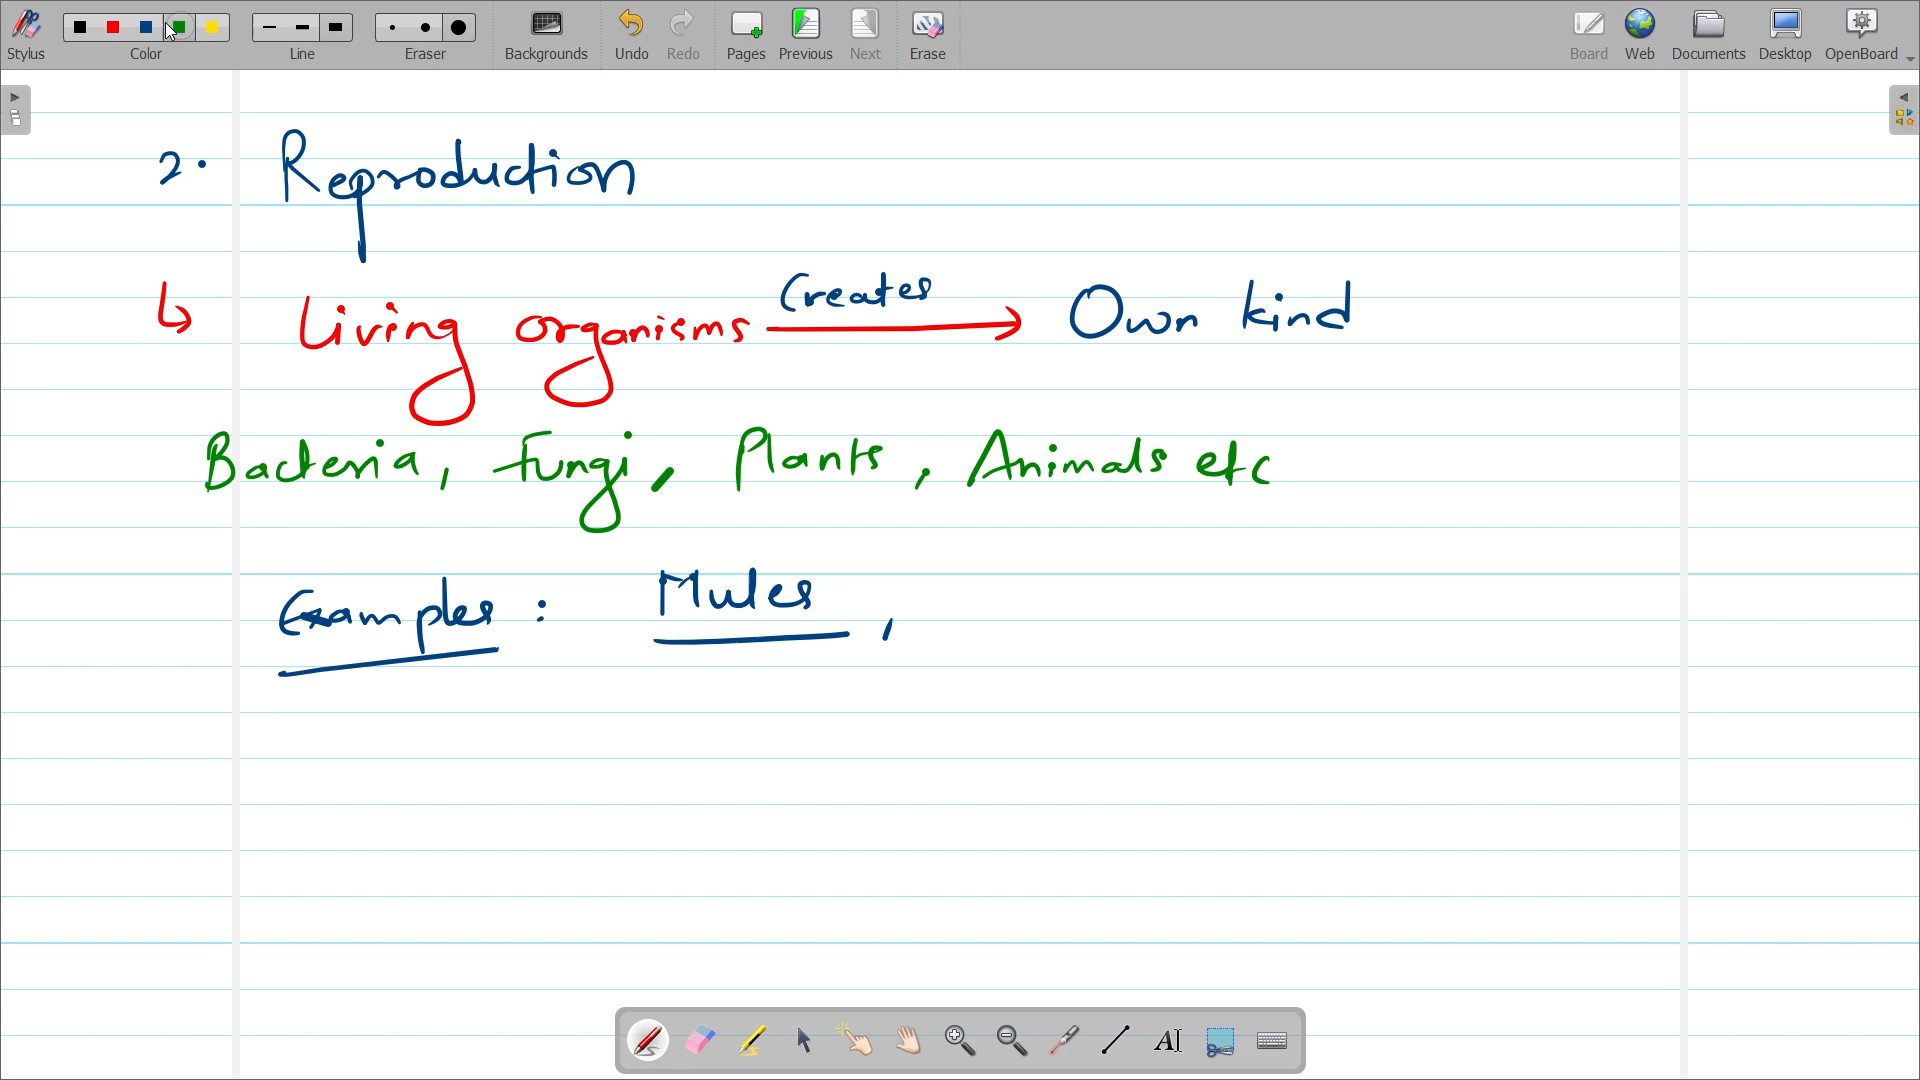 Stylus Color Line Eraser Backgrounds Undo Redo Pages Previous Next Erase Board Web Documents Desktop OpenBoard
2. Reproduction
↳ Living organisms Creates → Own kind
Bacteria, Fungi, Plants, Animals etc
Examples : Mules ,